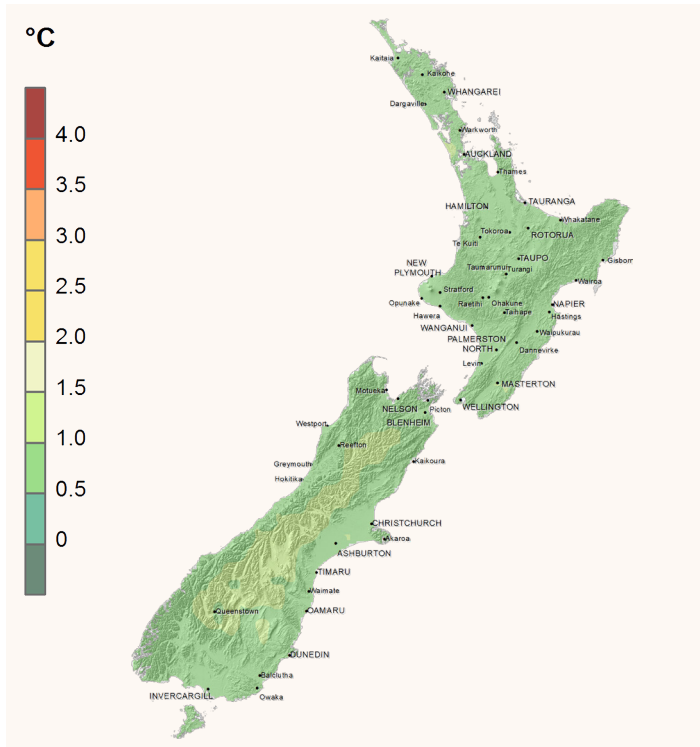 °C
4.0
3.5
3.0
2.5
2.0
1.5
1.0
0.5
0
Kaitaia
Kaikohe
WHANGAREI
Dargaville
Warkworth
AUCKLAND
Thames
HAMILTON
TAURANGA
Whakatane
Tokoroa
ROTORUA
Te Kuiti
TAUPO
Gisborr
NEW
PLYMOUTH
Taumarunui
Turangi
Wairoa
Stratford
Opunake
Raetihi
Ohakune
NAPIER
Hawera
Taihape
Hastings
WANGANUI
Waipukurau
PALMERSTON
NORTH
Dannevirke
Levin
MASTERTON
Motueka
NELSON
Picton
WELLINGTON
BLENHEIM
Westport
Reefton
Greymouth
Kaikoura
Hokitika
CHRISTCHURCH
Akaroa
ASHBURTON
TIMARU
Waimate
Queenstown
OAMARU
DUNEDIN
Balclutha
INVERCARGILL
Owaka